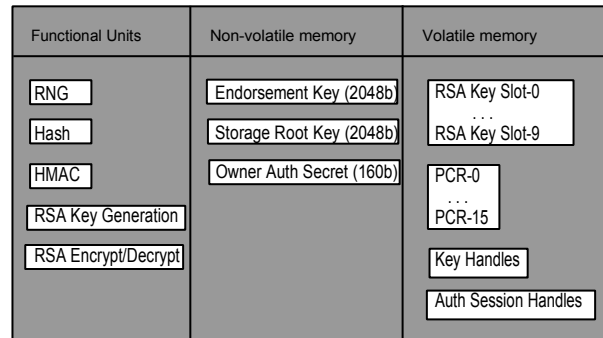 Functional Units
Non-volatile memory
Volatile memory
RNG
Hash
HMAC
RSA Key Generation
RSA Encrypt/Decrypt
Endorsement Key (2048b)
Storage Root Key (2048b)
Owner Auth Secret (160b)
RSA Key Slot-0
. . .
RSA Key Slot-9
PCR-0
. . .
PCR-15
Key Handles
Auth Session Handles